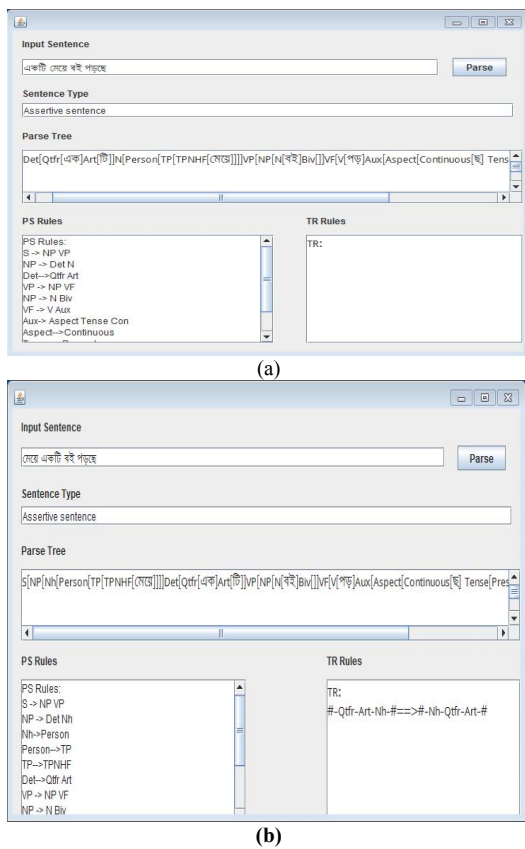 Input Sentence
একটি মেয়ে বই পড়ছে
Parse
Sentence Type
Assertive sentence
Parse Tree
Det[Qtfr[এক]Art[টি]]N[Person[TP[TPNHF[মেয়ে]]]]VP[NP[N[বই]Biv[]]VF[V[পড়]Aux[Aspect[Continuous[ছ] Tens
PS Rules
TR Rules
PS Rules:
S -> NP VP
NP -> Det N
Det-->Qtfr Art
VP -> NP VF
NP -> N Biv
VF -> V Aux
Aux-> Aspect Tense Con
Aspect-->Continuous
TR:
(a)
Input Sentence
মেয়ে একটি বই পড়ছে
Parse
Sentence Type
Assertive sentence
Parse Tree
S[NP[Nh[Person[TP[TPNHF[মেয়ে]]]]Det[Qtfr[এক]Art[টি]]VP[NP[N[বই]Biv[]]VF[V[পড়]Aux[Aspect[Continuous[ছ] Tense[Pres
PS Rules
TR Rules
PS Rules:
S -> NP VP
NP -> Det Nh
Nh->Person
Person-->TP
TP-->TPNHF
Det-->Qtfr Art
VP -> NP VF
NP -> N Biv
TR:
#-Qtfr-Art-Nh-#==>#-Nh-Qtfr-Art-#
(b)